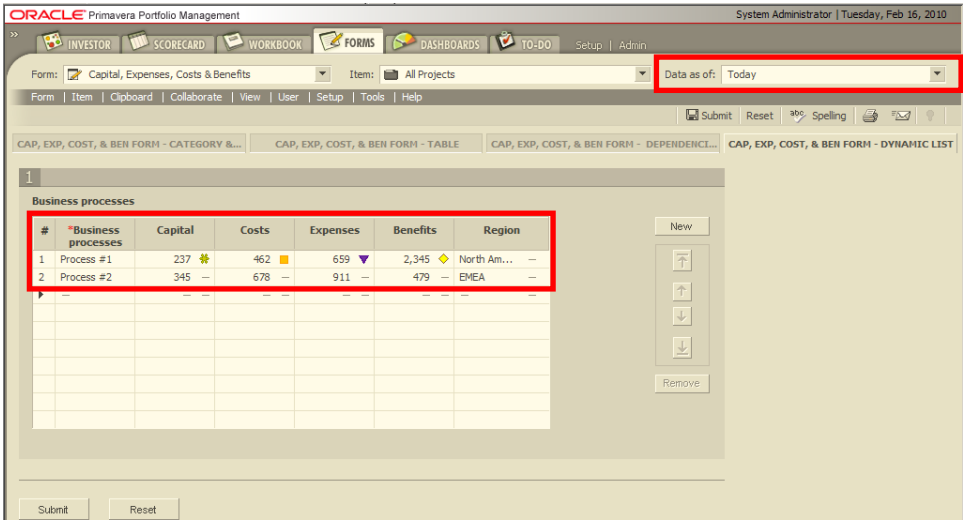 ORACLE Primavera Portfolio Management System Administrator | Tuesday, Feb 16, 2010
» INVESTOR SCORECARD WORKBOOK FORMS DASHBOARDS TO-DO Setup | Admin
Form: Capital, Expenses, Costs & Benefits Item: All Projects Data as of: Today
Form | Item | Clipboard | Collaborate | View | User | Setup | Tools | Help
Submit Reset abc Spelling
CAP, EXP, COST, & BEN FORM - CATEGORY &... CAP, EXP, COST, & BEN FORM - TABLE CAP, EXP, COST, & BEN FORM - DEPENDENCI... CAP, EXP, COST, & BEN FORM - DYNAMIC LIST
1
Business processes
# *Business processes Capital Costs Expenses Benefits Region New
1 Process #1 237 462 659 2,345 North Am... –
2 Process #2 345 – 678 – 911 – 479 – EMEA –
– – – – – – – – – – –
Remove
Submit Reset